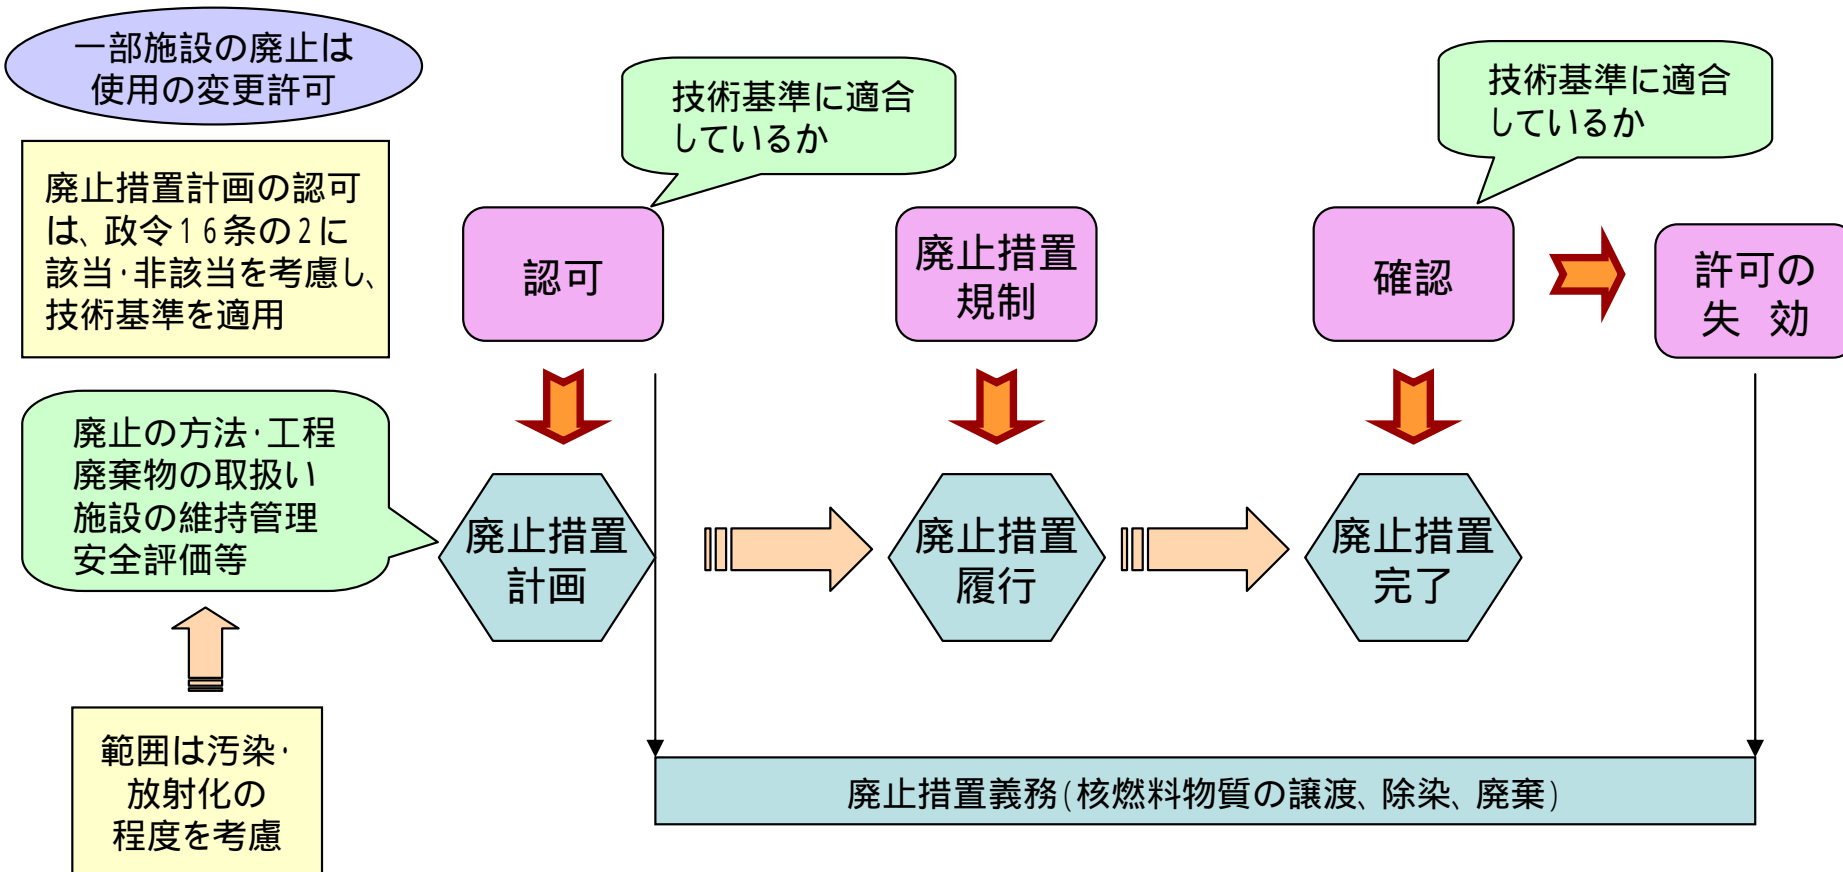 一部施設の廃止は
使用の変更許可
廃止措置計画の認可
は、政令16条の2に
該当・非該当を考慮し、
技術基準を適用
技術基準に適合
しているか
技術基準に適合
しているか
認可
廃止措置
規制
確認
許可の
失 効
廃止の方法・工程
廃棄物の取扱い
施設の維持管理
安全評価等
廃止措置
計画
廃止措置
履行
廃止措置
完了
範囲は汚染・
放射化の
程度を考慮
廃止措置義務(核燃料物質の譲渡、除染、廃棄)